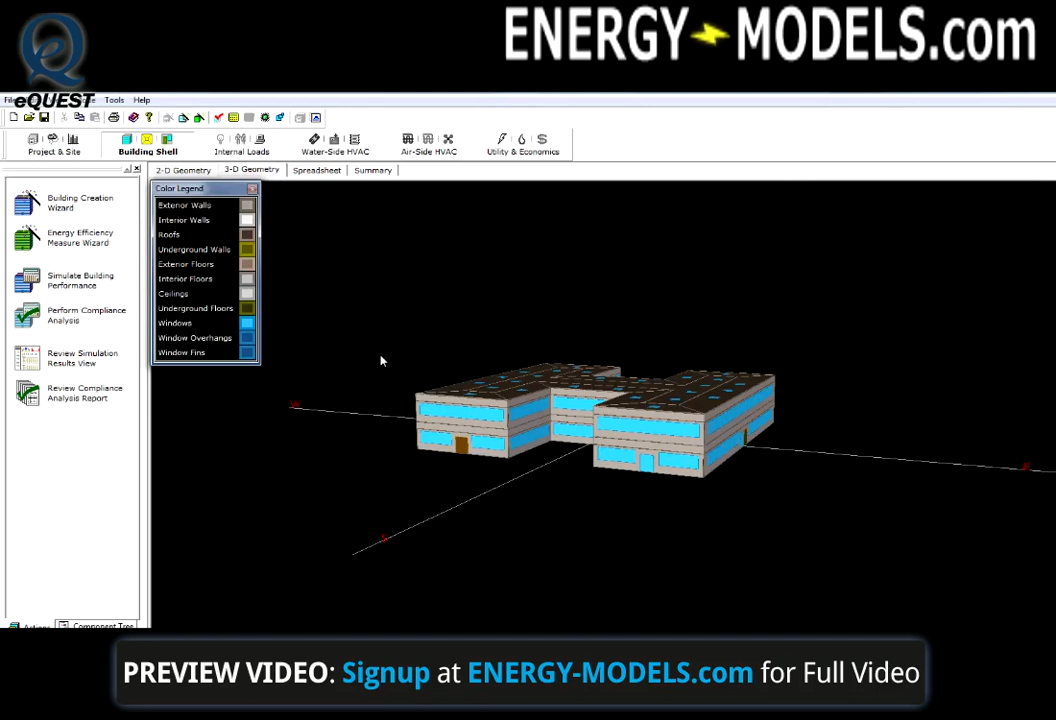 ENERGY MODELS.com
eQUEST
Tools Help
Project & Site Building Shell Internal Loads Water-Side HVAC Air-Side HVAC Utility & Economics
2-D Geometry 3-D Geometry Spreadsheet Summary
Color Legend
Exterior Walls
Interior Walls
Roofs
Underground Walls
Exterior Floors
Interior Floors
Ceilings
Underground Floors
Windows
Window Overhangs
Window Fins
Building Creation
Wizard
Energy Efficiency
Measure Wizard
Simulate Building
Performance
Perform Compliance
Analysis
Review Simulation
Results View
Review Compliance
Analysis Report
W
S
Actions Component Tree
PREVIEW VIDEO: Signup at ENERGY-MODELS.com for Full Video